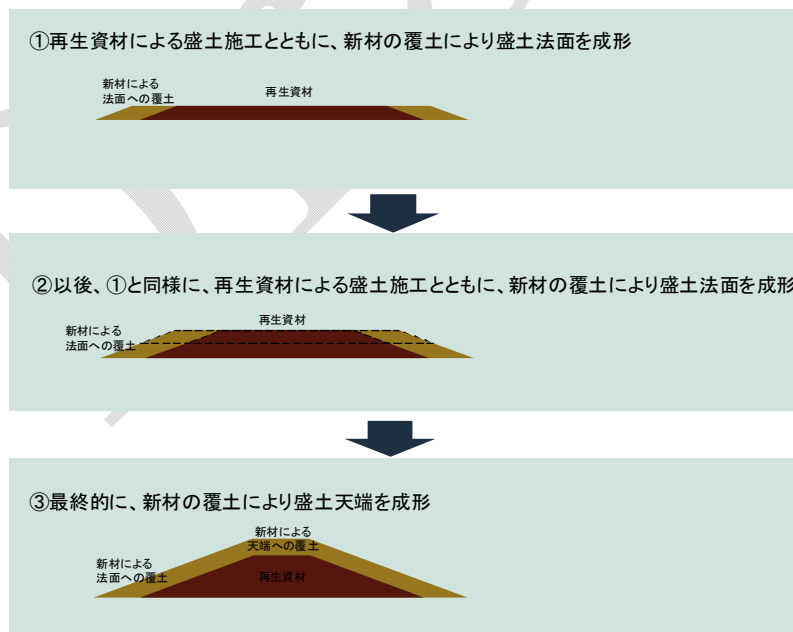 ①再生資材による盛土施工とともに、新材の覆土により盛土法面を成形
新材による
法面への覆土
再生資材
②以後、①と同様に、再生資材による盛土施工とともに、新材の覆土により盛土法面を成形
再生資材
新材による
法面への覆土
③最終的に、新材の覆土により盛土天端を成形
新材による
天端への覆土
新材による
法面への覆土
再生資材